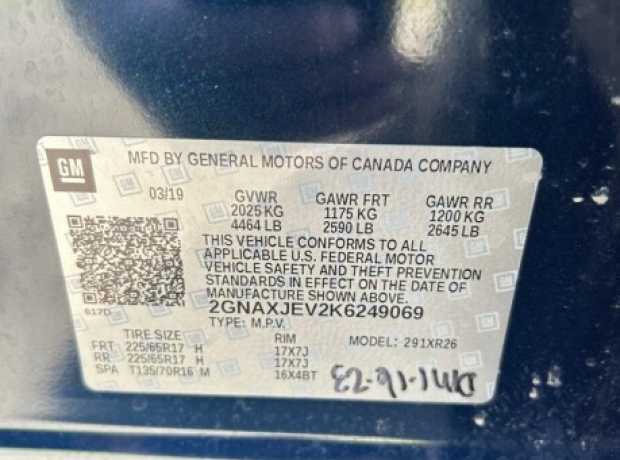 GM
MFD BY GENERAL MOTORS OF CANADA COMPANY
03/19 GVWR GAWR FRT GAWR RR
2025 KG 1175 KG 1200 KG
4464 LB 2590 LB 2645 LB
THIS VEHICLE CONFORMS TO ALL
APPLICABLE U.S. FEDERAL MOTOR
VEHICLE SAFETY AND THEFT PREVENTION
STANDARDS IN EFFECT ON THE DATE OF
MANUFACTURE SHOWN ABOVE.
617D 2GNAXJEV2K6249069
TYPE: M.P.V. MODEL: 291XR26
TIRE SIZE RIM
FRT 225/65R17 H 17X7J
RR 225/65R17 H 17X7J
SPA T135/70R16 M 16X4BT
1-16-23